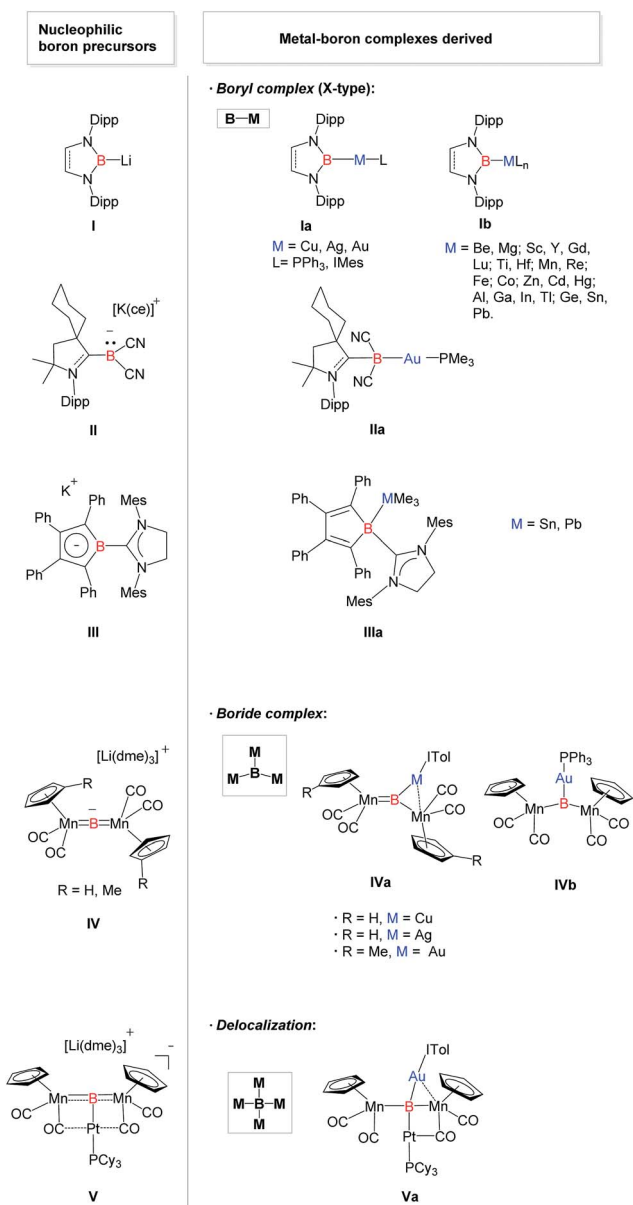 Nucleophilic
boron precursors
Metal-boron complexes derived
· Boryl complex (X-type):
B—M
Dipp
N
B—Li
N
Dipp
I
Dipp
N
B—M—L
N
Dipp
Ia
M = Cu, Ag, Au
L= PPh3, IMes
Dipp
N
B—MLn
N
Dipp
Ib
M = Be, Mg; Sc, Y, Gd,
Lu; Ti, Hf; Mn, Re;
Fe; Co; Zn, Cd, Hg;
Al, Ga, In, Tl; Ge, Sn,
Pb.
[K(ce)]+
–
B
CN
CN
N
Dipp
II
NC
B—Au—PMe3
NC
N
Dipp
IIa
K+
Ph
Ph
Mes
N
–
B
N
Ph
Ph
Mes
III
Ph
MMe3
Ph
B
Mes
N
Ph
Ph
N
Mes
IIIa
M = Sn, Pb
· Boride complex:
M
M B M
[Li(dme)3]+
R
CO
–
CO
Mn=B=Mn
OC
OC
R
R = H, Me
IV
ITol
M
R
CO
Mn=B
CO
OC
Mn
OC
R
IVa
· R = H, M = Cu
· R = H, M = Ag
· R = Me, M = Au
PPh3
Au
Mn B Mn
OC
CO
OC
CO
IVb
· Delocalization:
M
M—B—M
M
[Li(dme)3]+
–
Mn B Mn
OC
CO
OC Pt CO
PCy3
V
ITol
Au
Mn B Mn
OC
CO
OC
Pt CO
PCy3
Va